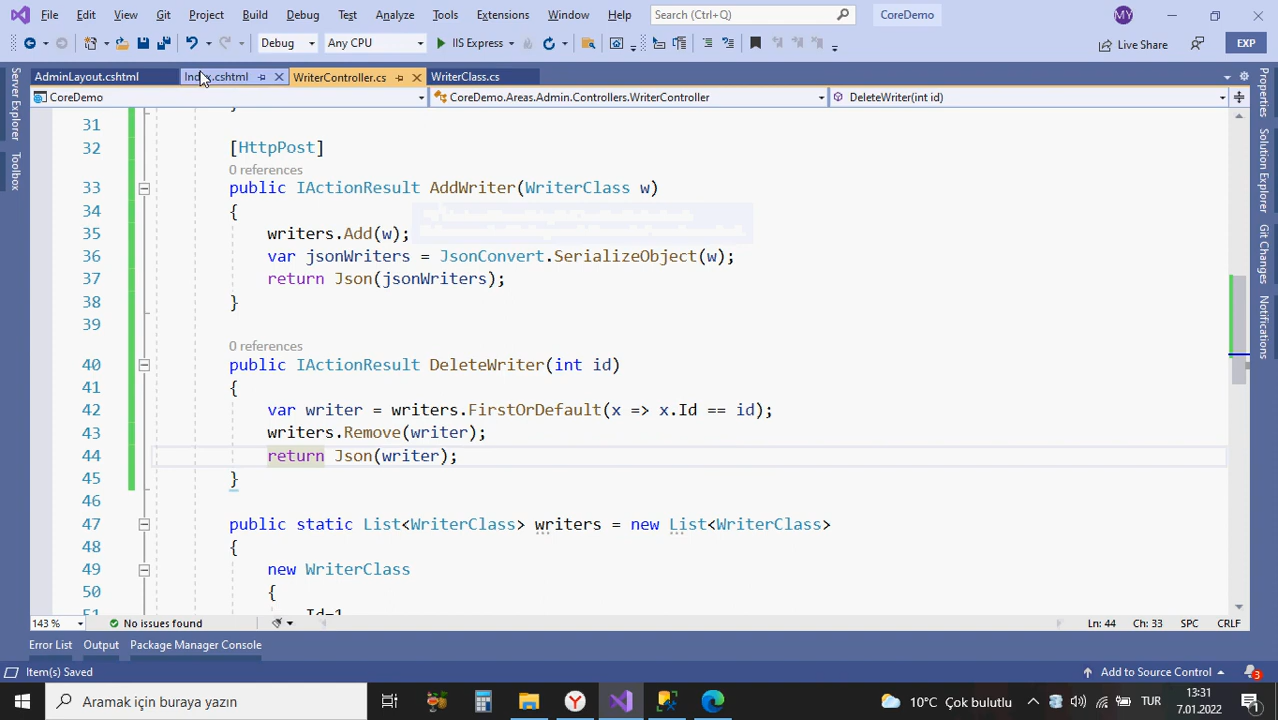 File Edit View Git Project Build Debug Test Analyze Tools Extensions Window Help Search (Ctrl+Q) CoreDemo MY
Debug Any CPU IIS Express Live Share EXP
AdminLayout.cshtml Index.cshtml WriterController.cs WriterClass.cs
CoreDemo CoreDemo.Areas.Admin.Controllers.WriterController DeleteWriter(int id)
Server Explorer
Toolbox
Properties
Solution Explorer
Git Changes
Notifications
}
31
32 [HttpPost]
0 references
33 public IActionResult AddWriter(WriterClass w)
34 {
35 writers.Add(w);
36 var jsonWriters = JsonConvert.SerializeObject(w);
37 return Json(jsonWriters);
38 }
39
0 references
40 public IActionResult DeleteWriter(int id)
41 {
42 var writer = writers.FirstOrDefault(x => x.Id == id);
43 writers.Remove(writer);
44 return Json(writer);
45 }
46
47 public static List<WriterClass> writers = new List<WriterClass>
48 {
49 new WriterClass
50 {
51 Id=1
143 % No issues found Ln: 44 Ch: 33 SPC CRLF
Error List Output Package Manager Console
Item(s) Saved Add to Source Control 3
Aramak için buraya yazın 10°C Çok bulutlu TUR 13:31
7.01.2022
1